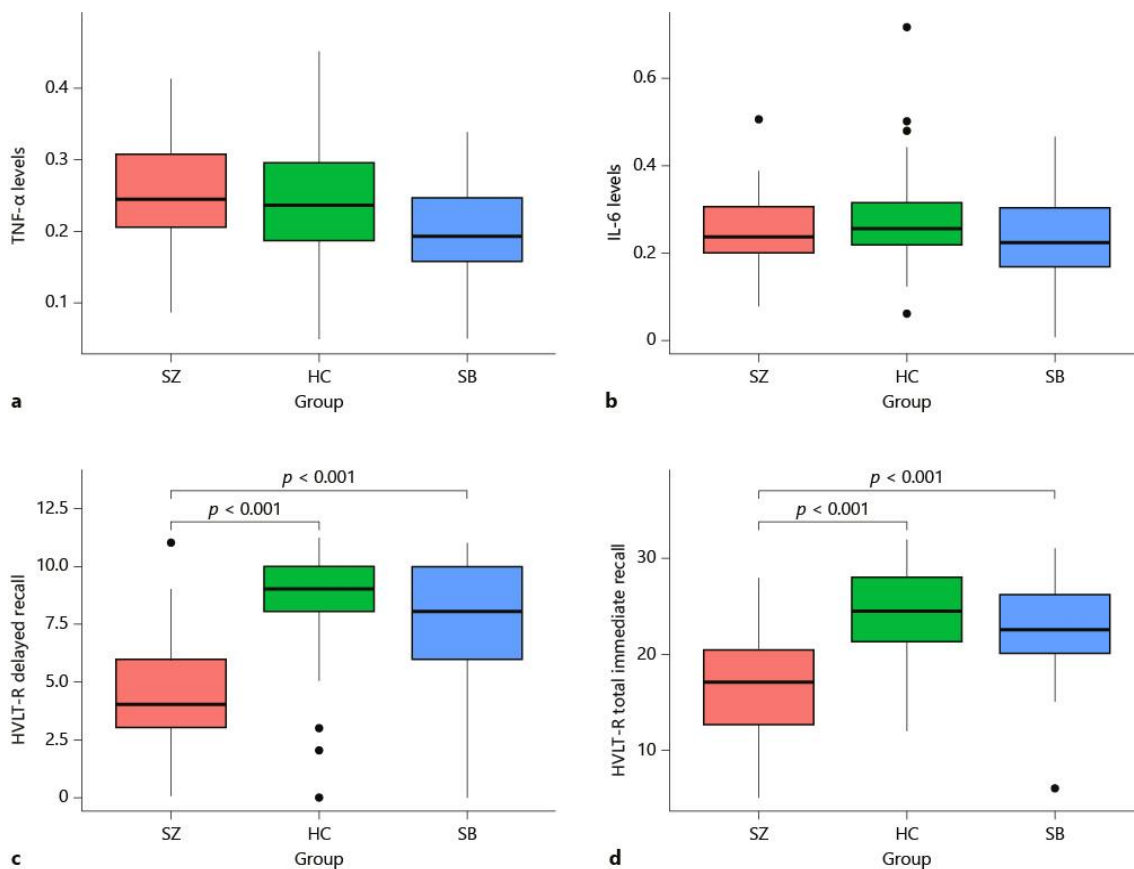 TNF-α levels
0.4
0.3
0.2
0.1
SZ HC SB
Group
a
IL-6 levels
0.6
0.4
0.2
0
SZ HC SB
Group
b
HVLT-R delayed recall
12.5
10.0
7.5
5.0
2.5
0
p < 0.001
p < 0.001
SZ HC SB
Group
c
HVLT-R total immediate recall
30
20
10
p < 0.001
p < 0.001
SZ HC SB
Group
d